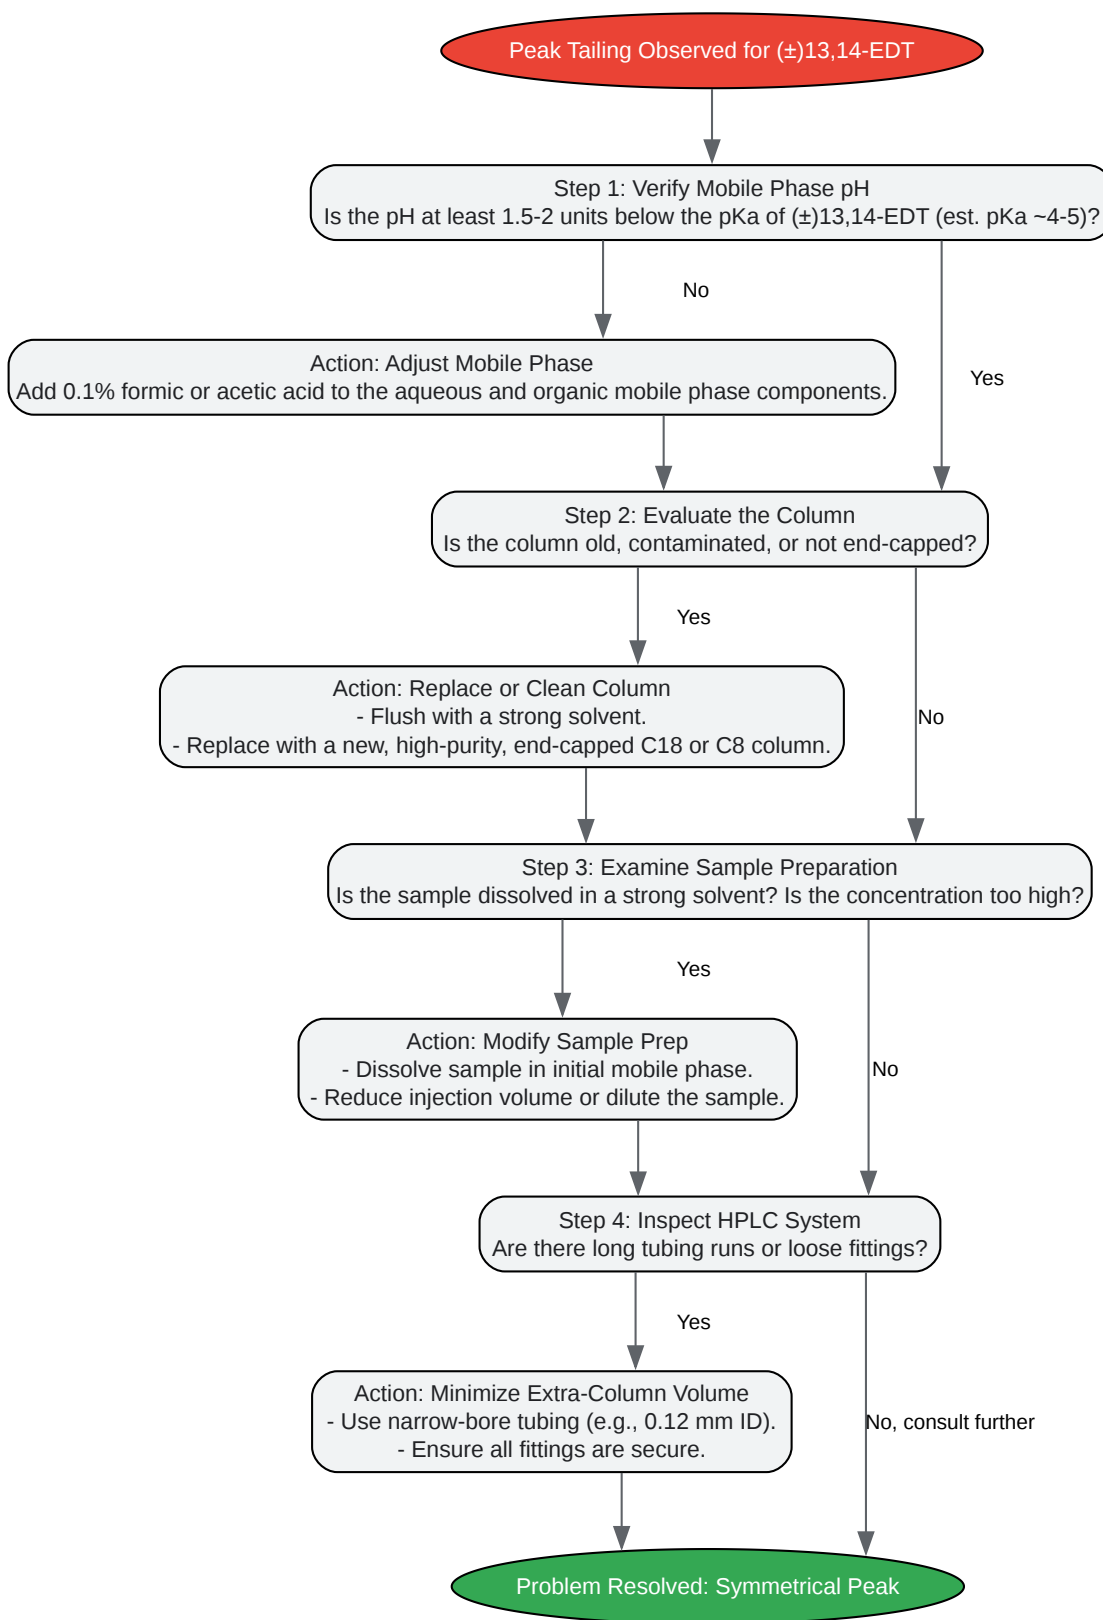 Peak Tailing Observed for (±)13,14-EDT
Step 1: Verify Mobile Phase pH
Is the pH at least 1.5-2 units below the pKa of (±)13,14-EDT (est. pKa ~4-5)?
No
Action: Adjust Mobile Phase
Add 0.1% formic or acetic acid to the aqueous and organic mobile phase components.
Yes
Step 2: Evaluate the Column
Is the column old, contaminated, or not end-capped?
Yes
Action: Replace or Clean Column
- Flush with a strong solvent.
- Replace with a new, high-purity, end-capped C18 or C8 column.
No
Step 3: Examine Sample Preparation
Is the sample dissolved in a strong solvent? Is the concentration too high?
Yes
Action: Modify Sample Prep
- Dissolve sample in initial mobile phase.
- Reduce injection volume or dilute the sample.
No
Step 4: Inspect HPLC System
Are there long tubing runs or loose fittings?
Yes
Action: Minimize Extra-Column Volume
- Use narrow-bore tubing (e.g., 0.12 mm ID).
- Ensure all fittings are secure.
No, consult further
Problem Resolved: Symmetrical Peak